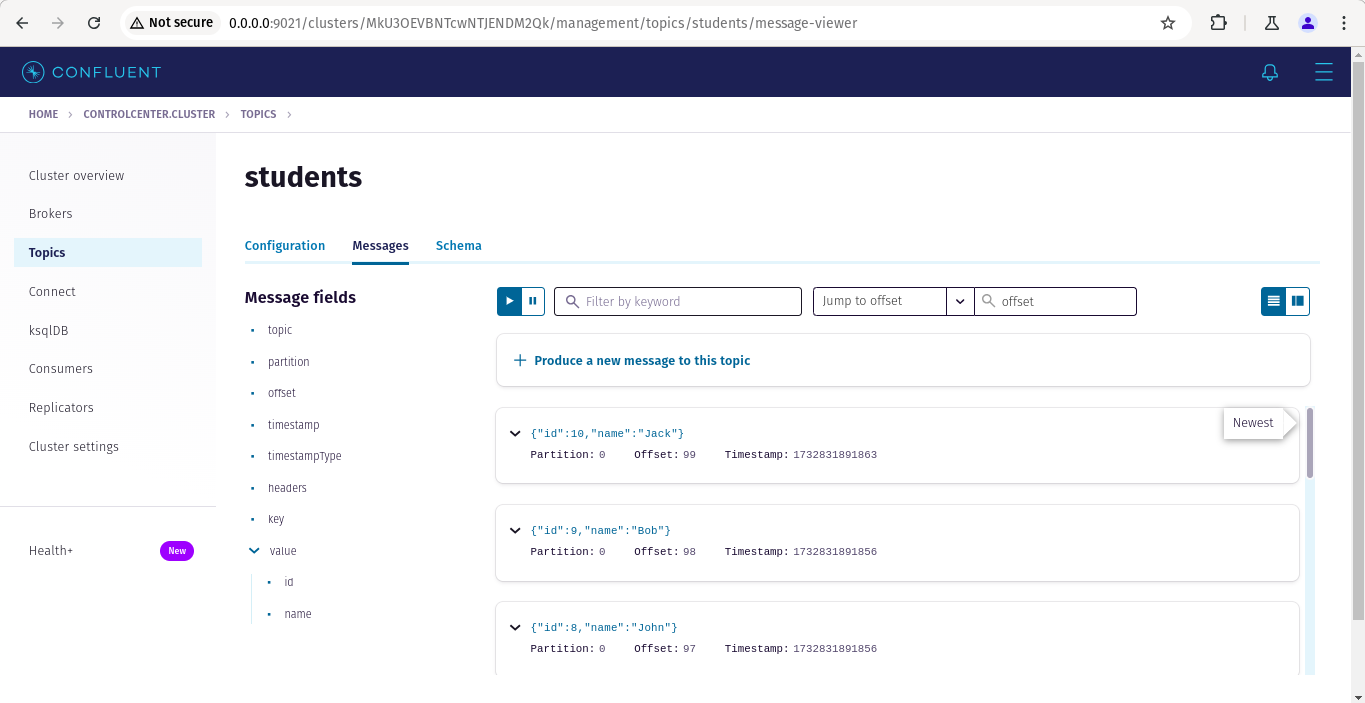 Not secure 0.0.0.0:9021/clusters/MkU3OEVBNTcwNTJENDM2Qk/management/topics/students/message-viewer
CONFLUENT
HOME > CONTROLCENTER.CLUSTER > TOPICS >
Cluster overview
Brokers
Topics
Connect
ksqlDB
Consumers
Replicators
Cluster settings
Health+ New
students
Configuration Messages Schema
Message fields
topic
partition
offset
timestamp
timestampType
headers
key
value
id
name
Filter by keyword Jump to offset offset
Produce a new message to this topic
Newest
{"id":10,"name":"Jack"}
Partition: 0 Offset: 99 Timestamp: 1732831891863
{"id":9,"name":"Bob"}
Partition: 0 Offset: 98 Timestamp: 1732831891856
{"id":8,"name":"John"}
Partition: 0 Offset: 97 Timestamp: 1732831891856